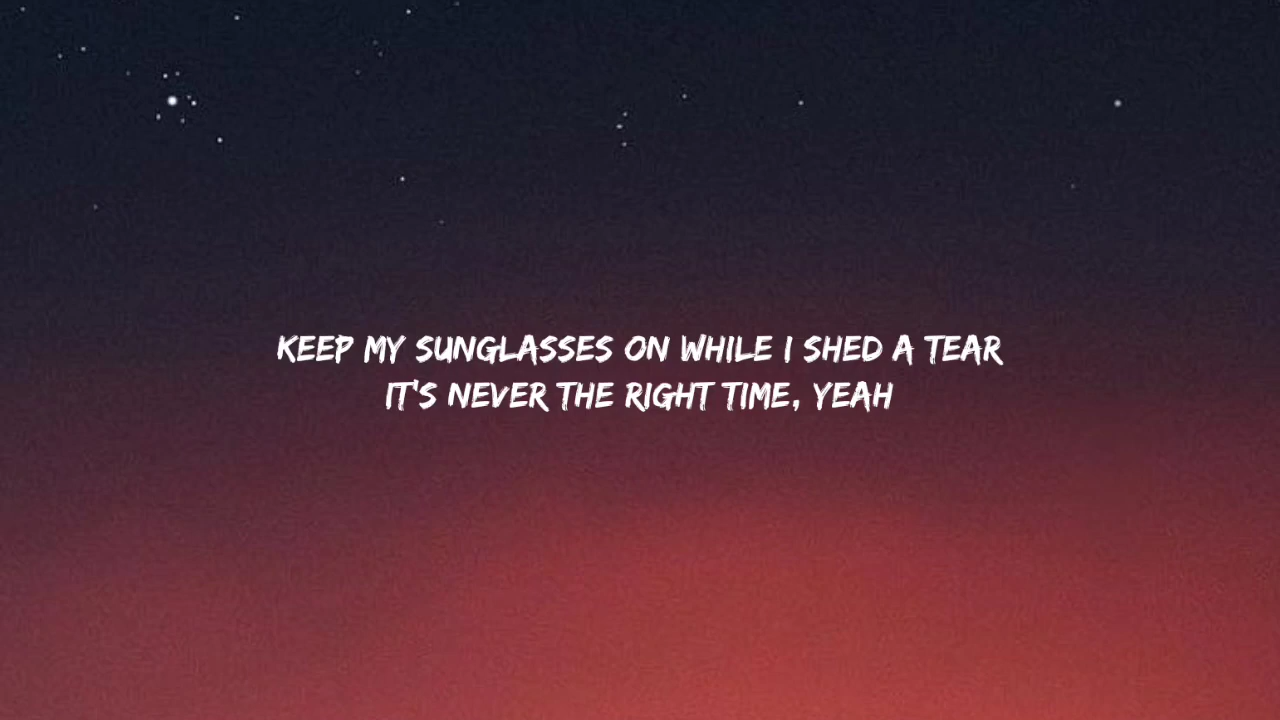 KEEP MY SUNGLASSES ON WHILE I SHED A TEAR
IT'S NEVER THE RIGHT TIME, YEAH